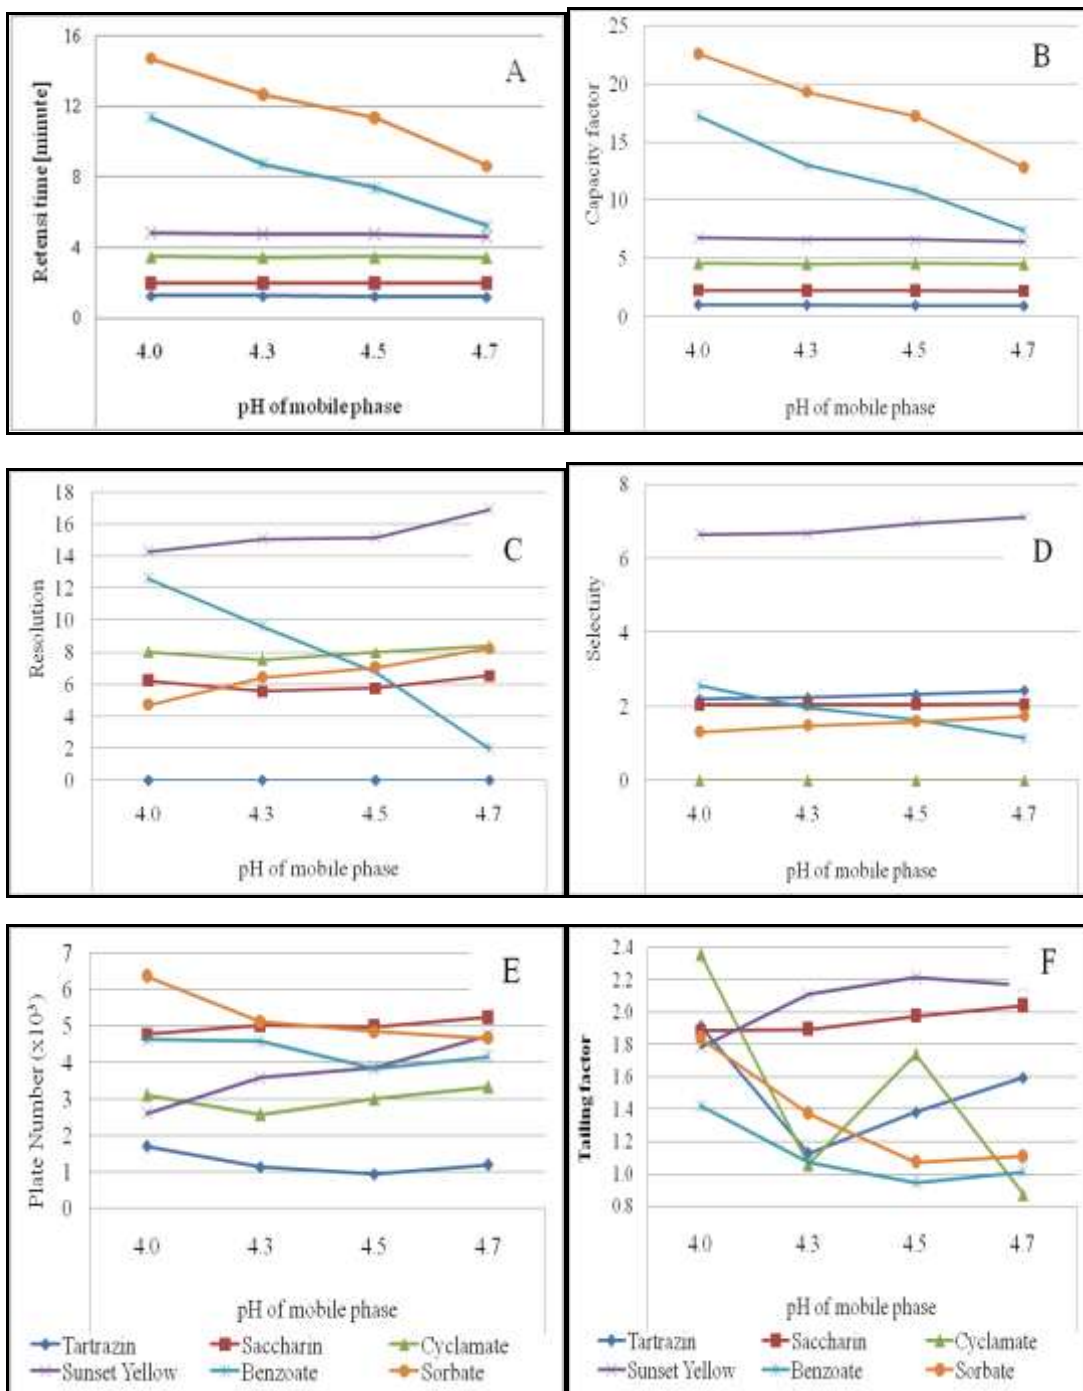 A
Retensi time [minute]
16
12
8
4
0
4.0 4.3 4.5 4.7
pH of mobile phase
B
Capacity factor
25
20
15
10
5
0
4.0 4.3 4.5 4.7
pH of mobile phase
C
Resolution
18
16
14
12
10
8
6
4
2
0
4.0 4.3 4.5 4.7
pH of mobile phase
D
Selectivity
8
6
4
2
0
4.0 4.3 4.5 4.7
pH of mobile phase
E
Plate Number (x10³)
7
6
5
4
3
2
1
0
4.0 4.3 4.5 4.7
pH of mobile phase
Tartrazin Saccharin Cyclamate
Sunset Yellow Benzoate Sorbate
F
Tailing factor
2.4
2.2
2.0
1.8
1.6
1.4
1.2
1.0
0.8
4.0 4.3 4.5 4.7
pH of mobile phase
Tartrazin Saccharin Cyclamate
Sunset Yellow Benzoate Sorbate